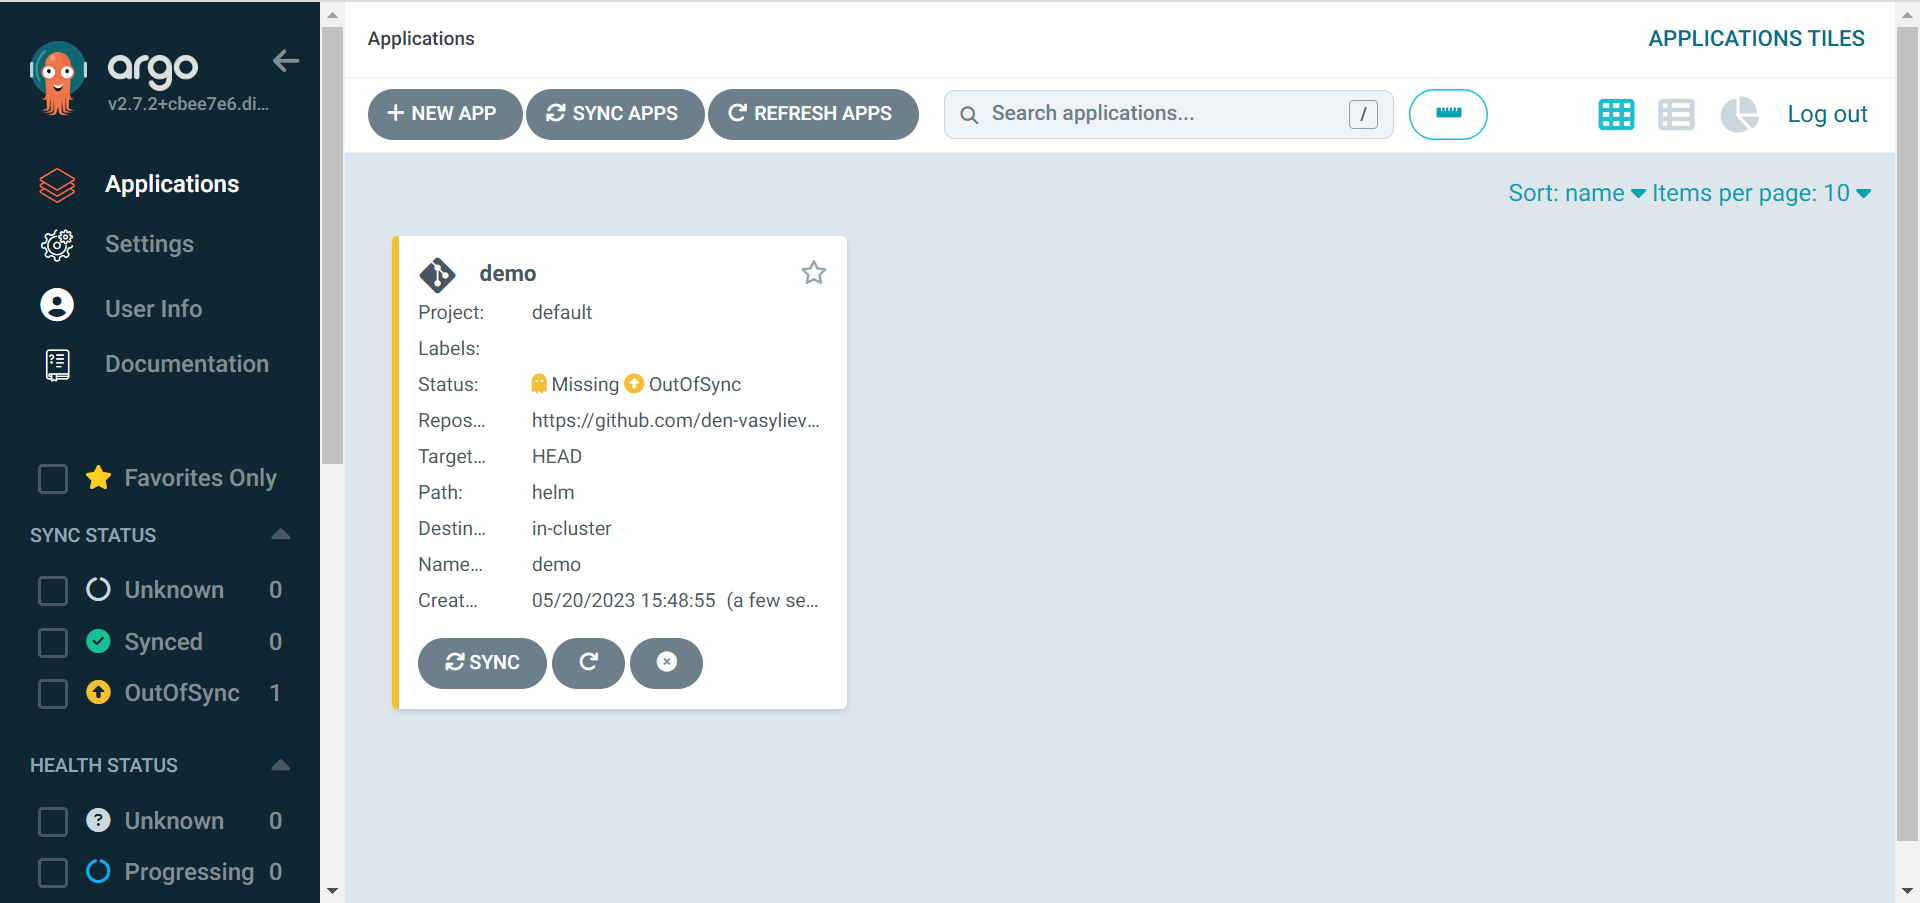 argo
v2.7.2+cbee7e6.di...
Applications
Settings
User Info
Documentation
Favorites Only
SYNC STATUS
Unknown 0
Synced 0
OutOfSync 1
HEALTH STATUS
Unknown 0
Progressing 0
Applications
APPLICATIONS TILES
NEW APP SYNC APPS REFRESH APPS Search applications... / Log out
Sort: name Items per page: 10
demo
Project: default
Labels:
Status: Missing OutOfSync
Repos... https://github.com/den-vasyliev...
Target... HEAD
Path: helm
Destin... in-cluster
Name... demo
Creat... 05/20/2023 15:48:55 (a few se...
SYNC